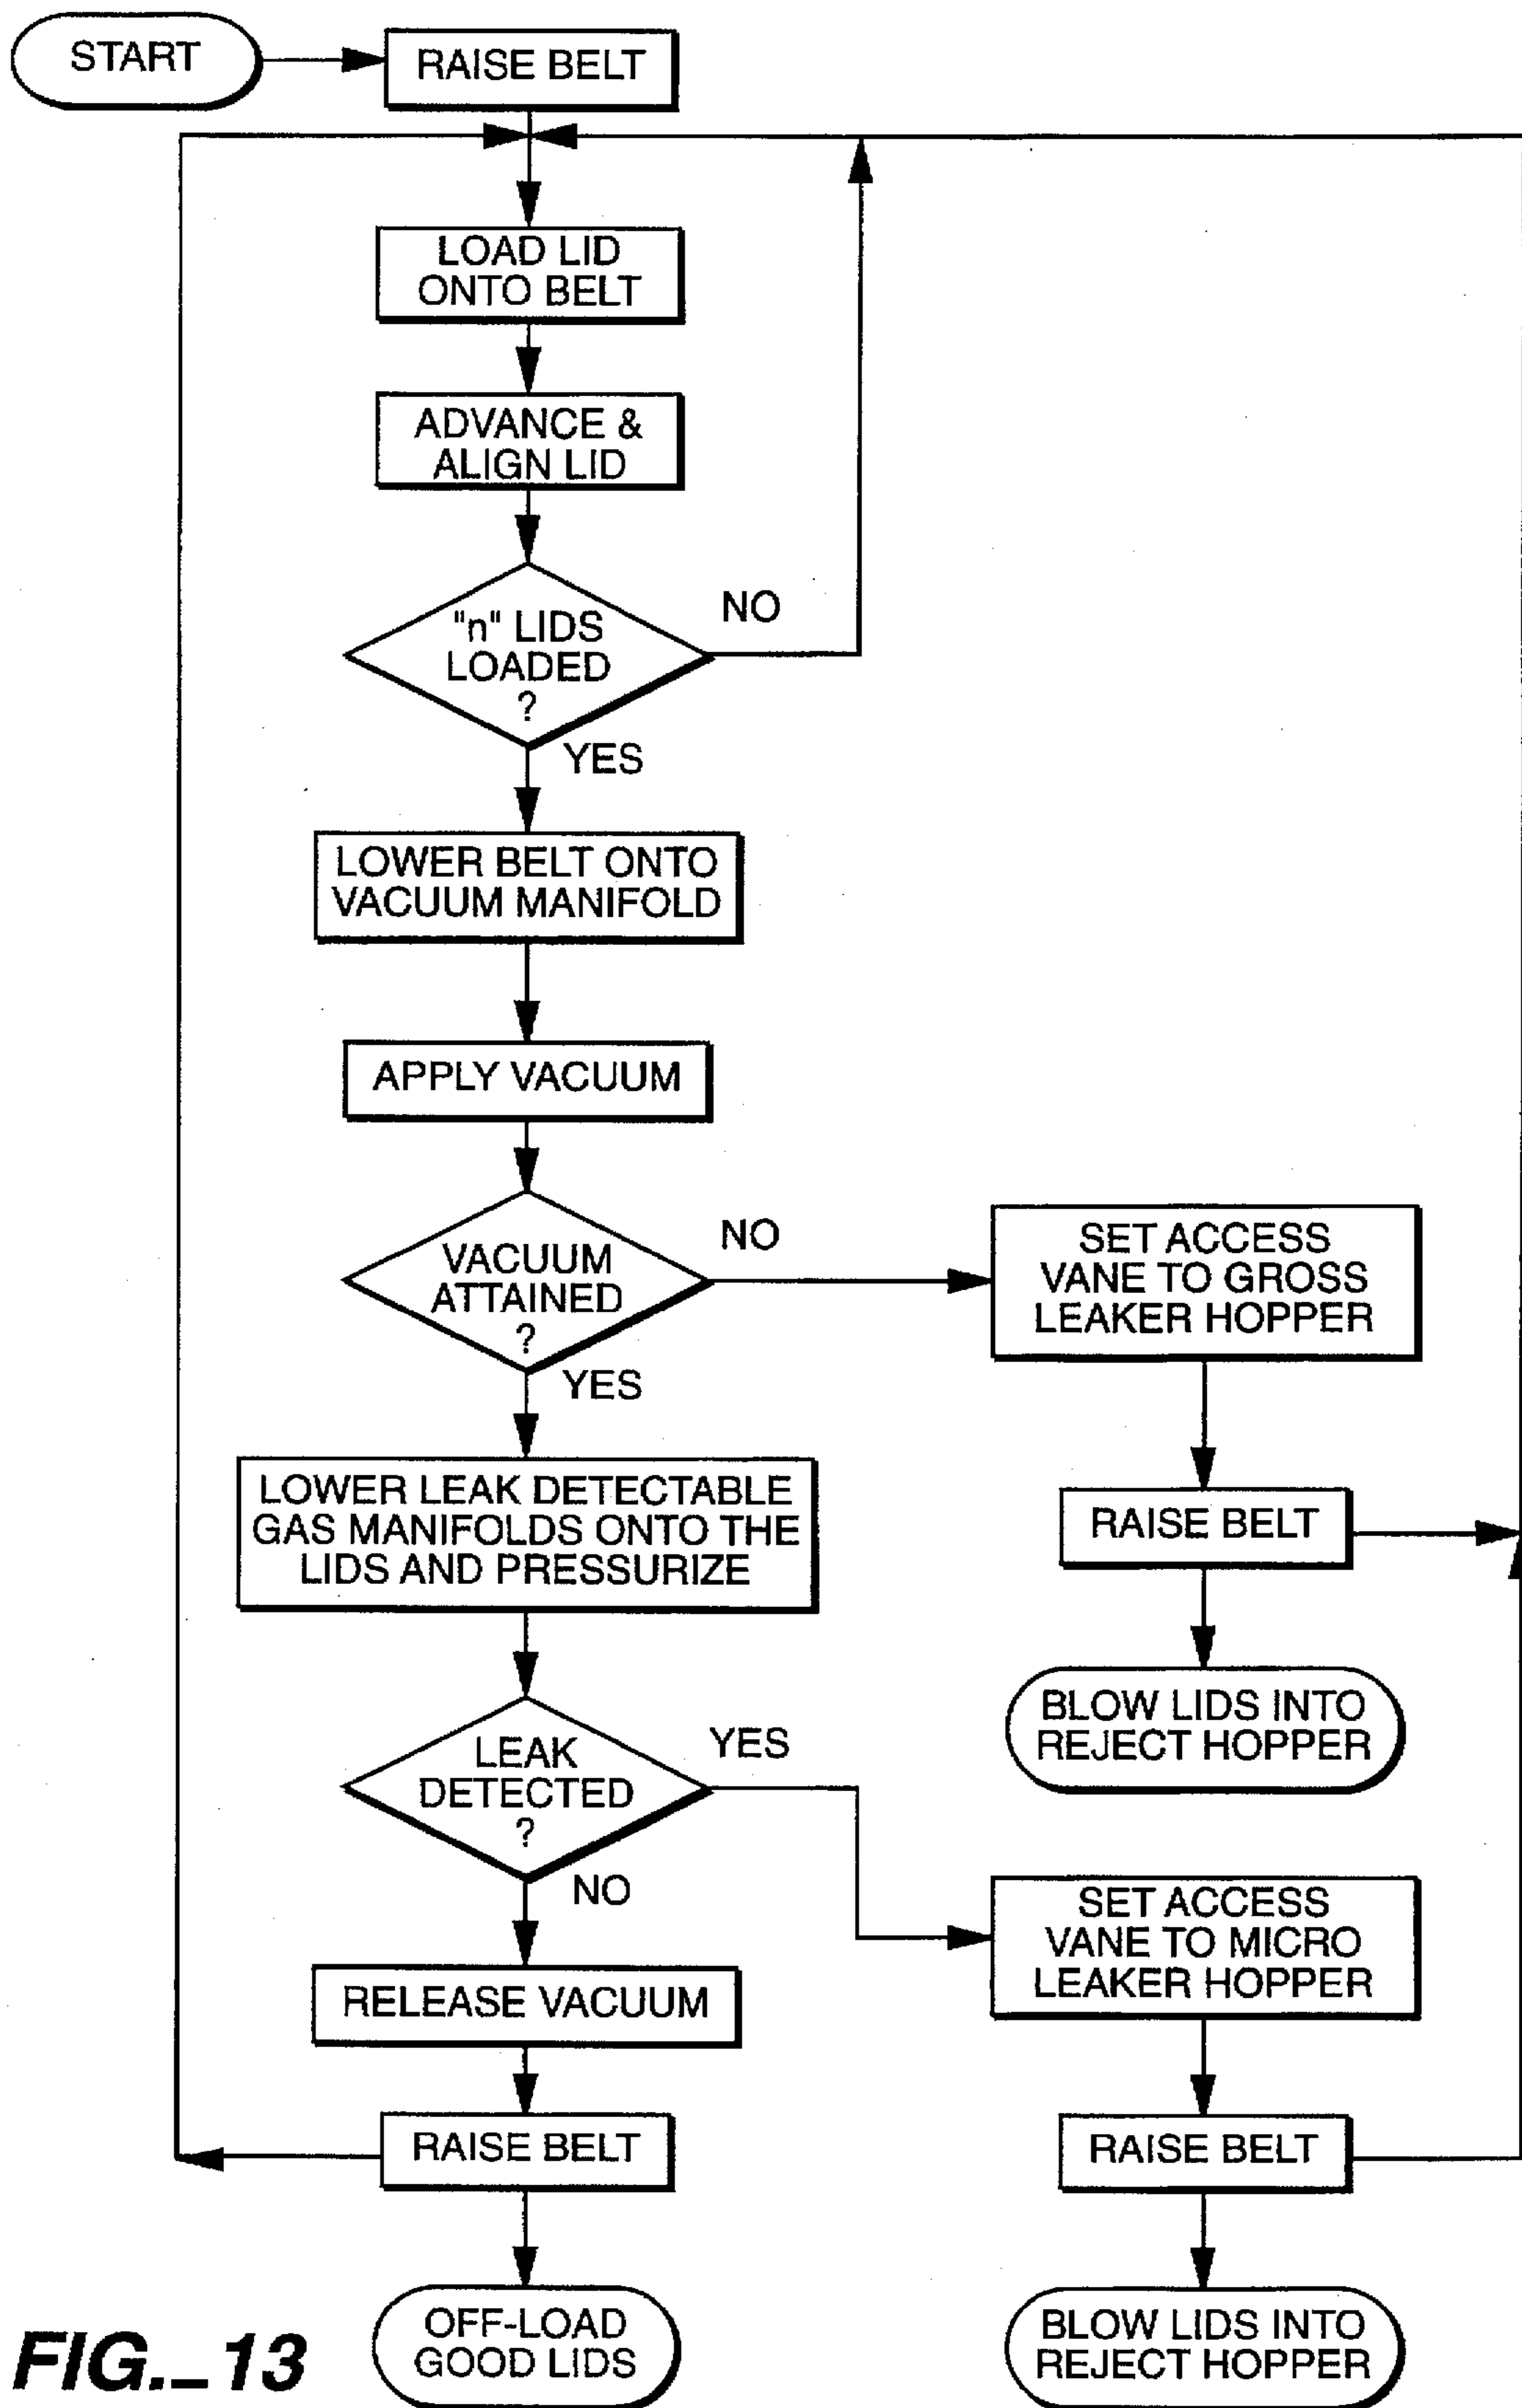 START
RAISE BELT
LOAD LID
ONTO BELT
ADVANCE &
ALIGN LID
"n" LIDS
LOADED
?
NO
YES
LOWER BELT ONTO
VACUUM MANIFOLD
APPLY VACUUM
VACUUM
ATTAINED
?
NO
YES
SET ACCESS
VANE TO GROSS
LEAKER HOPPER
RAISE BELT
BLOW LIDS INTO
REJECT HOPPER
LOWER LEAK DETECTABLE
GAS MANIFOLDS ONTO THE
LIDS AND PRESSURIZE
LEAK
DETECTED
?
YES
NO
SET ACCESS
VANE TO MICRO
LEAKER HOPPER
RAISE BELT
BLOW LIDS INTO
REJECT HOPPER
RELEASE VACUUM
RAISE BELT
OFF-LOAD
GOOD LIDS
FIG._13